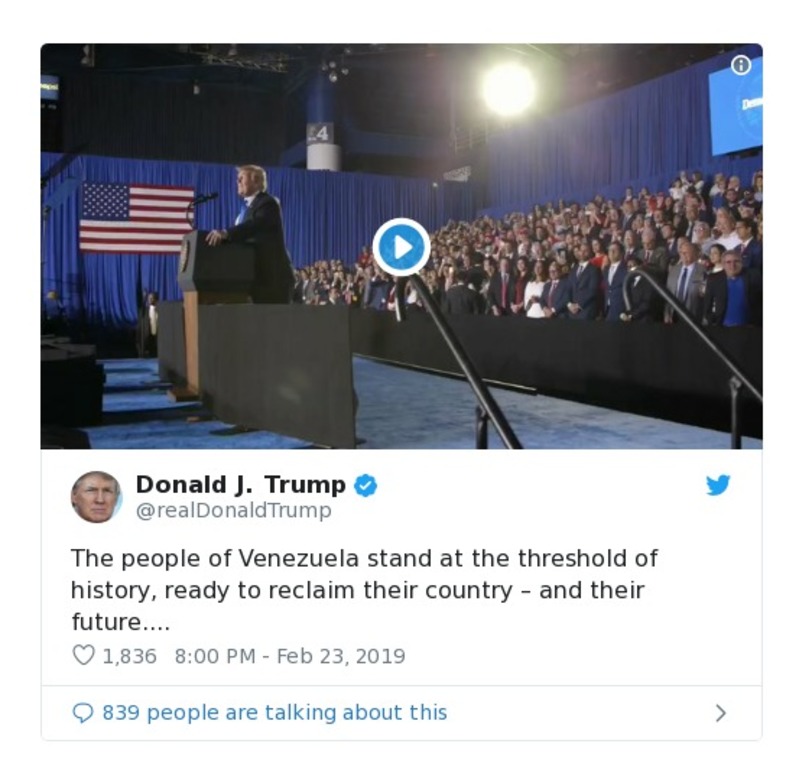 4
Donald J. Trump
@realDonaldTrump
The people of Venezuela stand at the threshold of
history, ready to reclaim their country – and their
future....
1,836 8:00 PM - Feb 23, 2019
839 people are talking about this